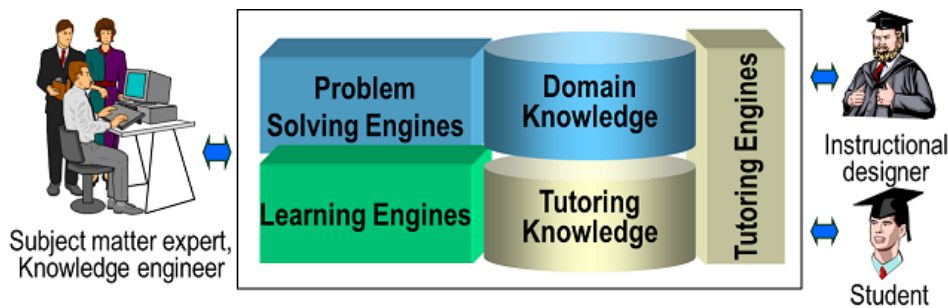 Problem
Solving Engines
Domain
Knowledge
Tutoring Engines
Learning Engines
Tutoring
Knowledge
Subject matter expert,
Knowledge engineer
Instructional
designer
Student